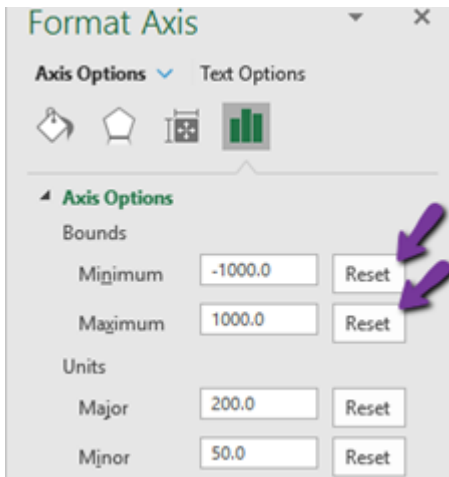 Format Axis
Axis Options Text Options
Axis Options
Bounds
Minimum -1000.0 Reset
Maximum 1000.0 Reset
Units
Major 200.0 Reset
Minor 50.0 Reset